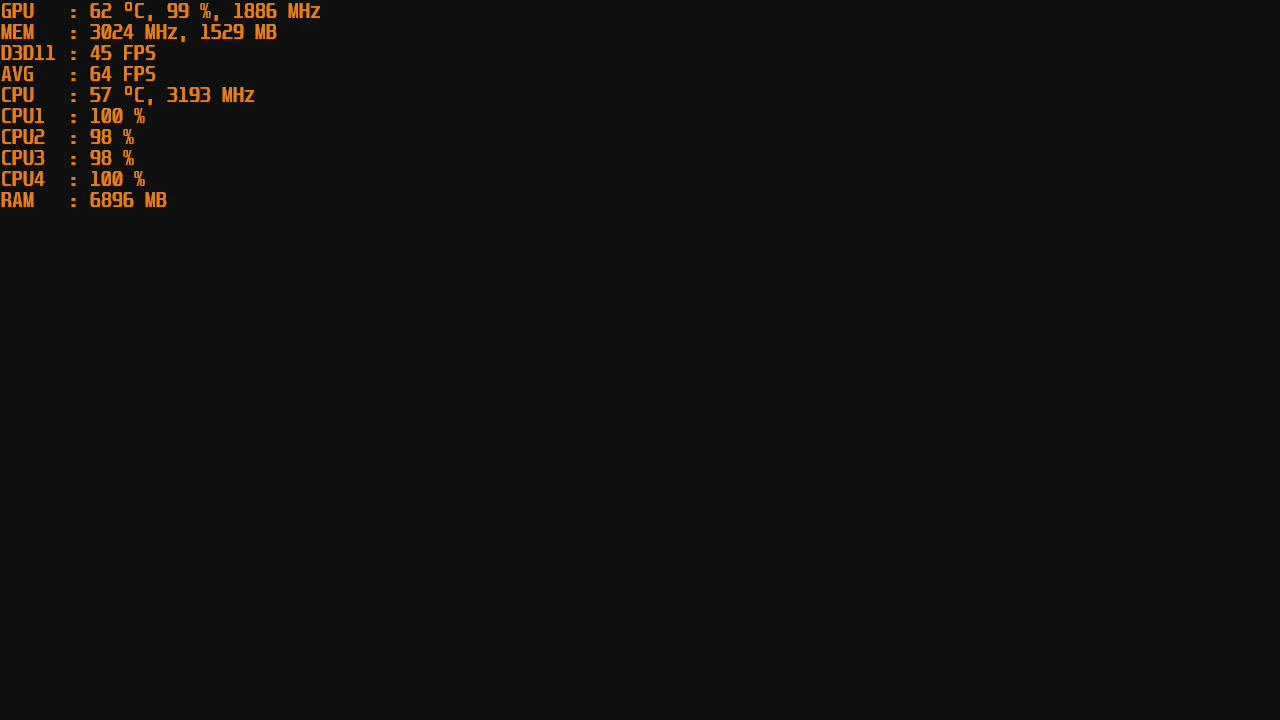 GPU : 62 °C, 99 %, 1886 MHz
MEM : 3024 MHz, 1529 MB
D3D11 : 45 FPS
AVG : 64 FPS
CPU : 57 °C, 3193 MHz
CPU1 : 100 %
CPU2 : 98 %
CPU3 : 98 %
CPU4 : 100 %
RAM : 6896 MB